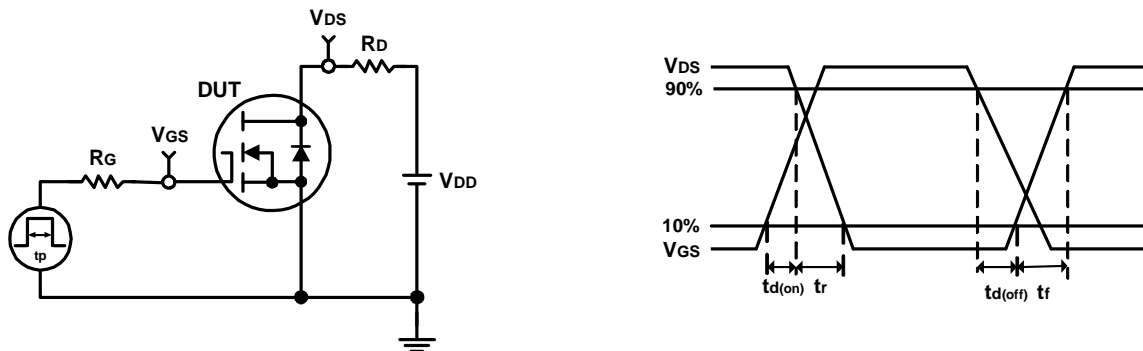 VDS
RD
DUT
VGS
RG
VDD
tp
VDS
90%
10%
VGS
td(on) tr
td(off) tf